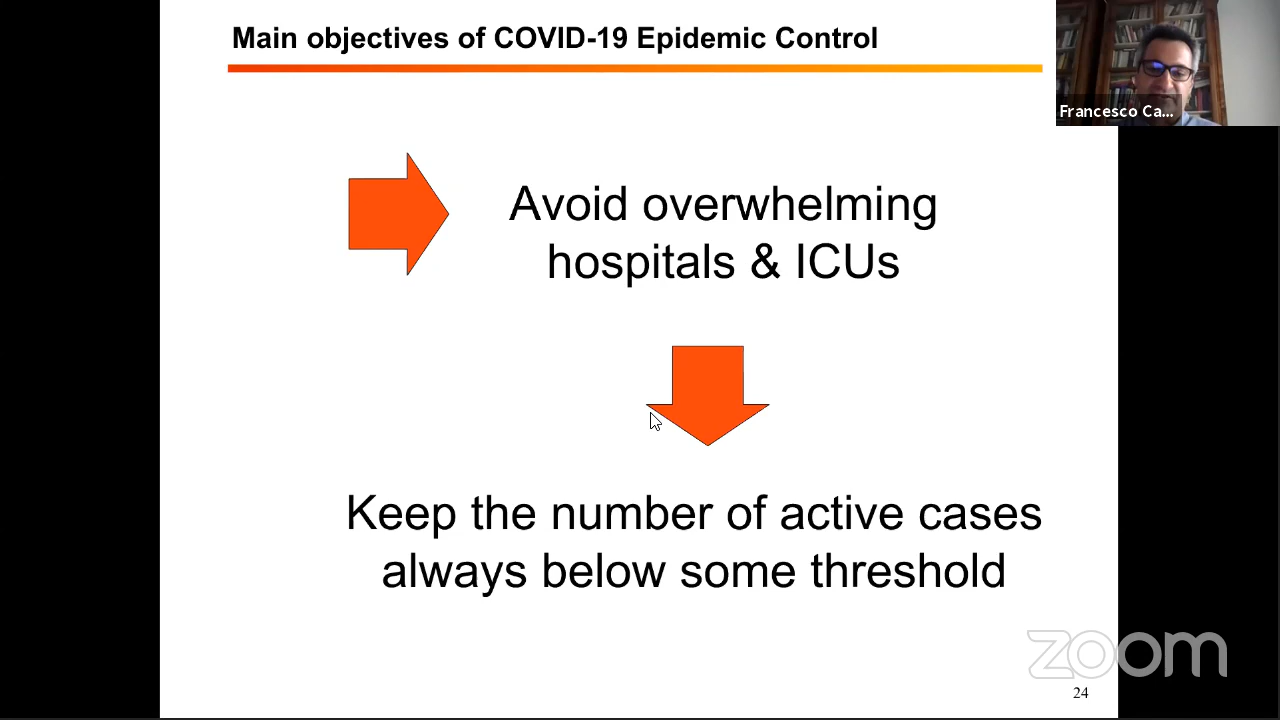 Main objectives of COVID-19 Epidemic Control
Francesco Ca...
Avoid overwhelming
hospitals & ICUs
Keep the number of active cases
always below some threshold
zoom
24